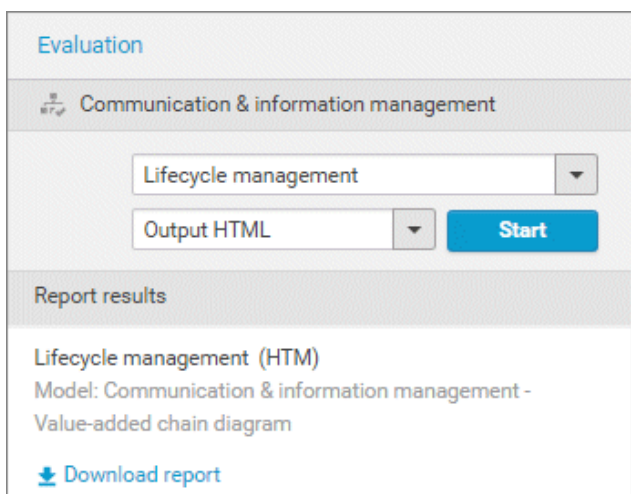 Evaluation
Communication & information management
Lifecycle management
Output HTML
Start
Report results
Lifecycle management (HTM)
Model: Communication & information management -
Value-added chain diagram
Download report